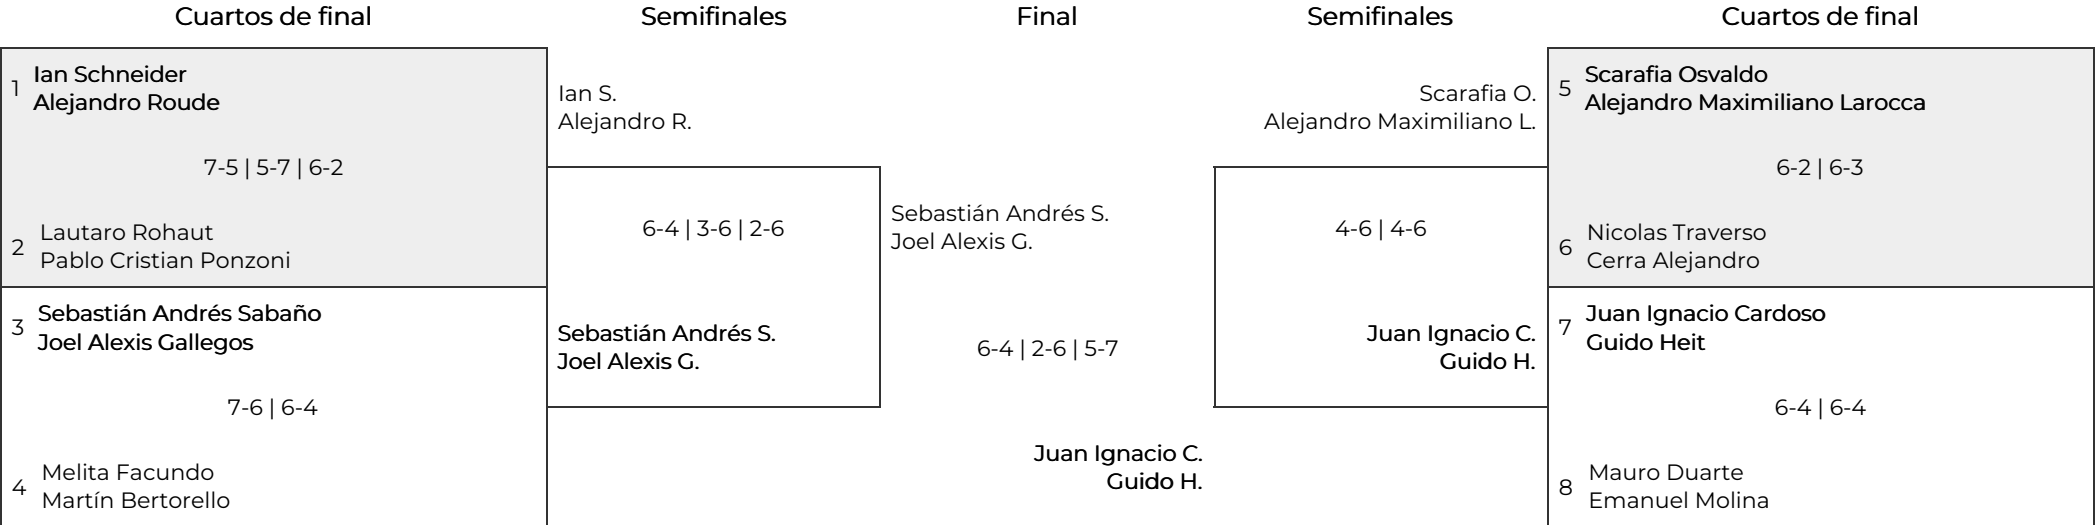 Cuartos de final
Semifinales
Final
Semifinales
Cuartos de final
1
Ian Schneider
Alejandro Roude
7-5 | 5-7 | 6-2
2
Lautaro Rohaut
Pablo Cristian Ponzoni
3
Sebastián Andrés Sabaño
Joel Alexis Gallegos
7-6 | 6-4
4
Melita Facundo
Martín Bertorello
Ian S.
Alejandro R.
6-4 | 3-6 | 2-6
Sebastián Andrés S.
Joel Alexis G.
Sebastián Andrés S.
Joel Alexis G.
6-4 | 2-6 | 5-7
Juan Ignacio C.
Guido H.
Scarafia O.
Alejandro Maximiliano L.
4-6 | 4-6
Juan Ignacio C.
Guido H.
5
Scarafia Osvaldo
Alejandro Maximiliano Larocca
6-2 | 6-3
6
Nicolas Traverso
Cerra Alejandro
7
Juan Ignacio Cardoso
Guido Heit
6-4 | 6-4
8
Mauro Duarte
Emanuel Molina